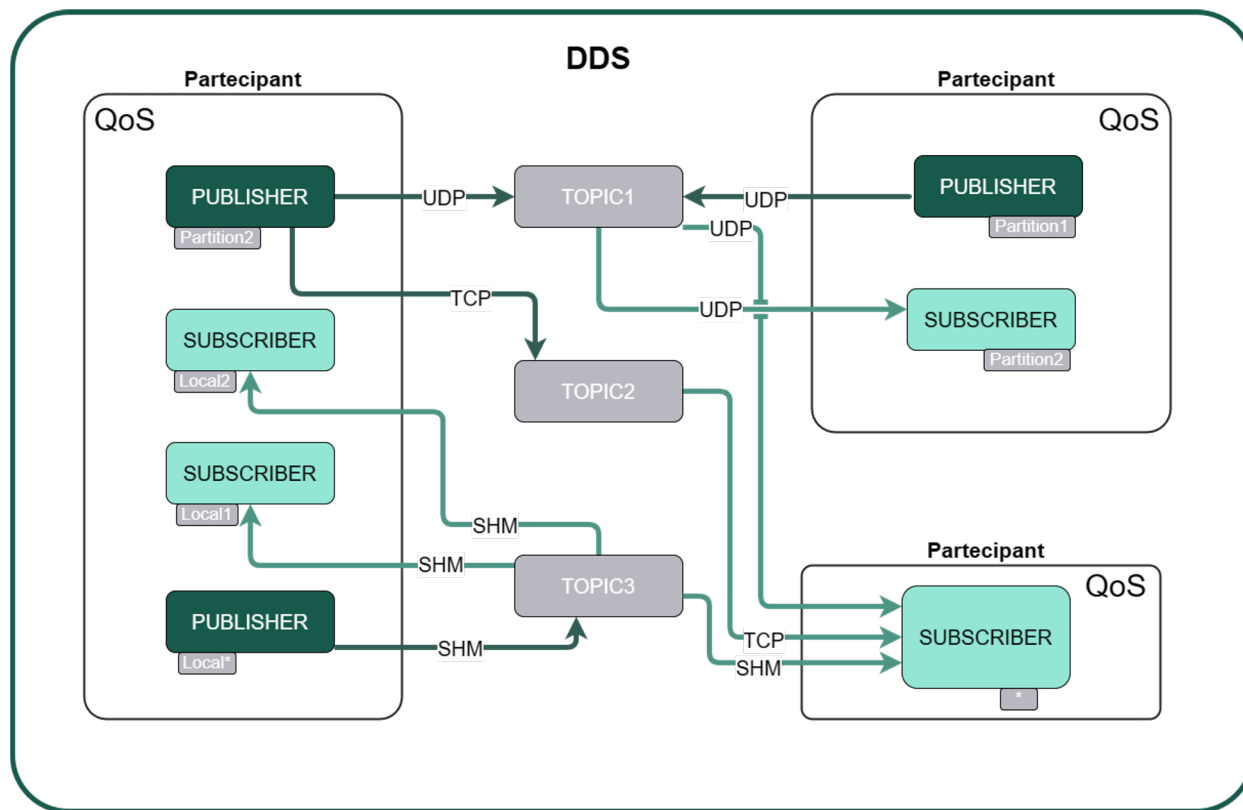 DDS
Partecipant
QoS
PUBLISHER
Partition2
SUBSCRIBER
Local2
SUBSCRIBER
Local1
PUBLISHER
Local*
UDP
TOPIC1
UDP
UDP
TCP
UDP
TOPIC2
SHM
SHM
TOPIC3
SHM
TCP
SHM
Partecipant
QoS
PUBLISHER
Partition1
SUBSCRIBER
Partition2
Partecipant
QoS
SUBSCRIBER
*